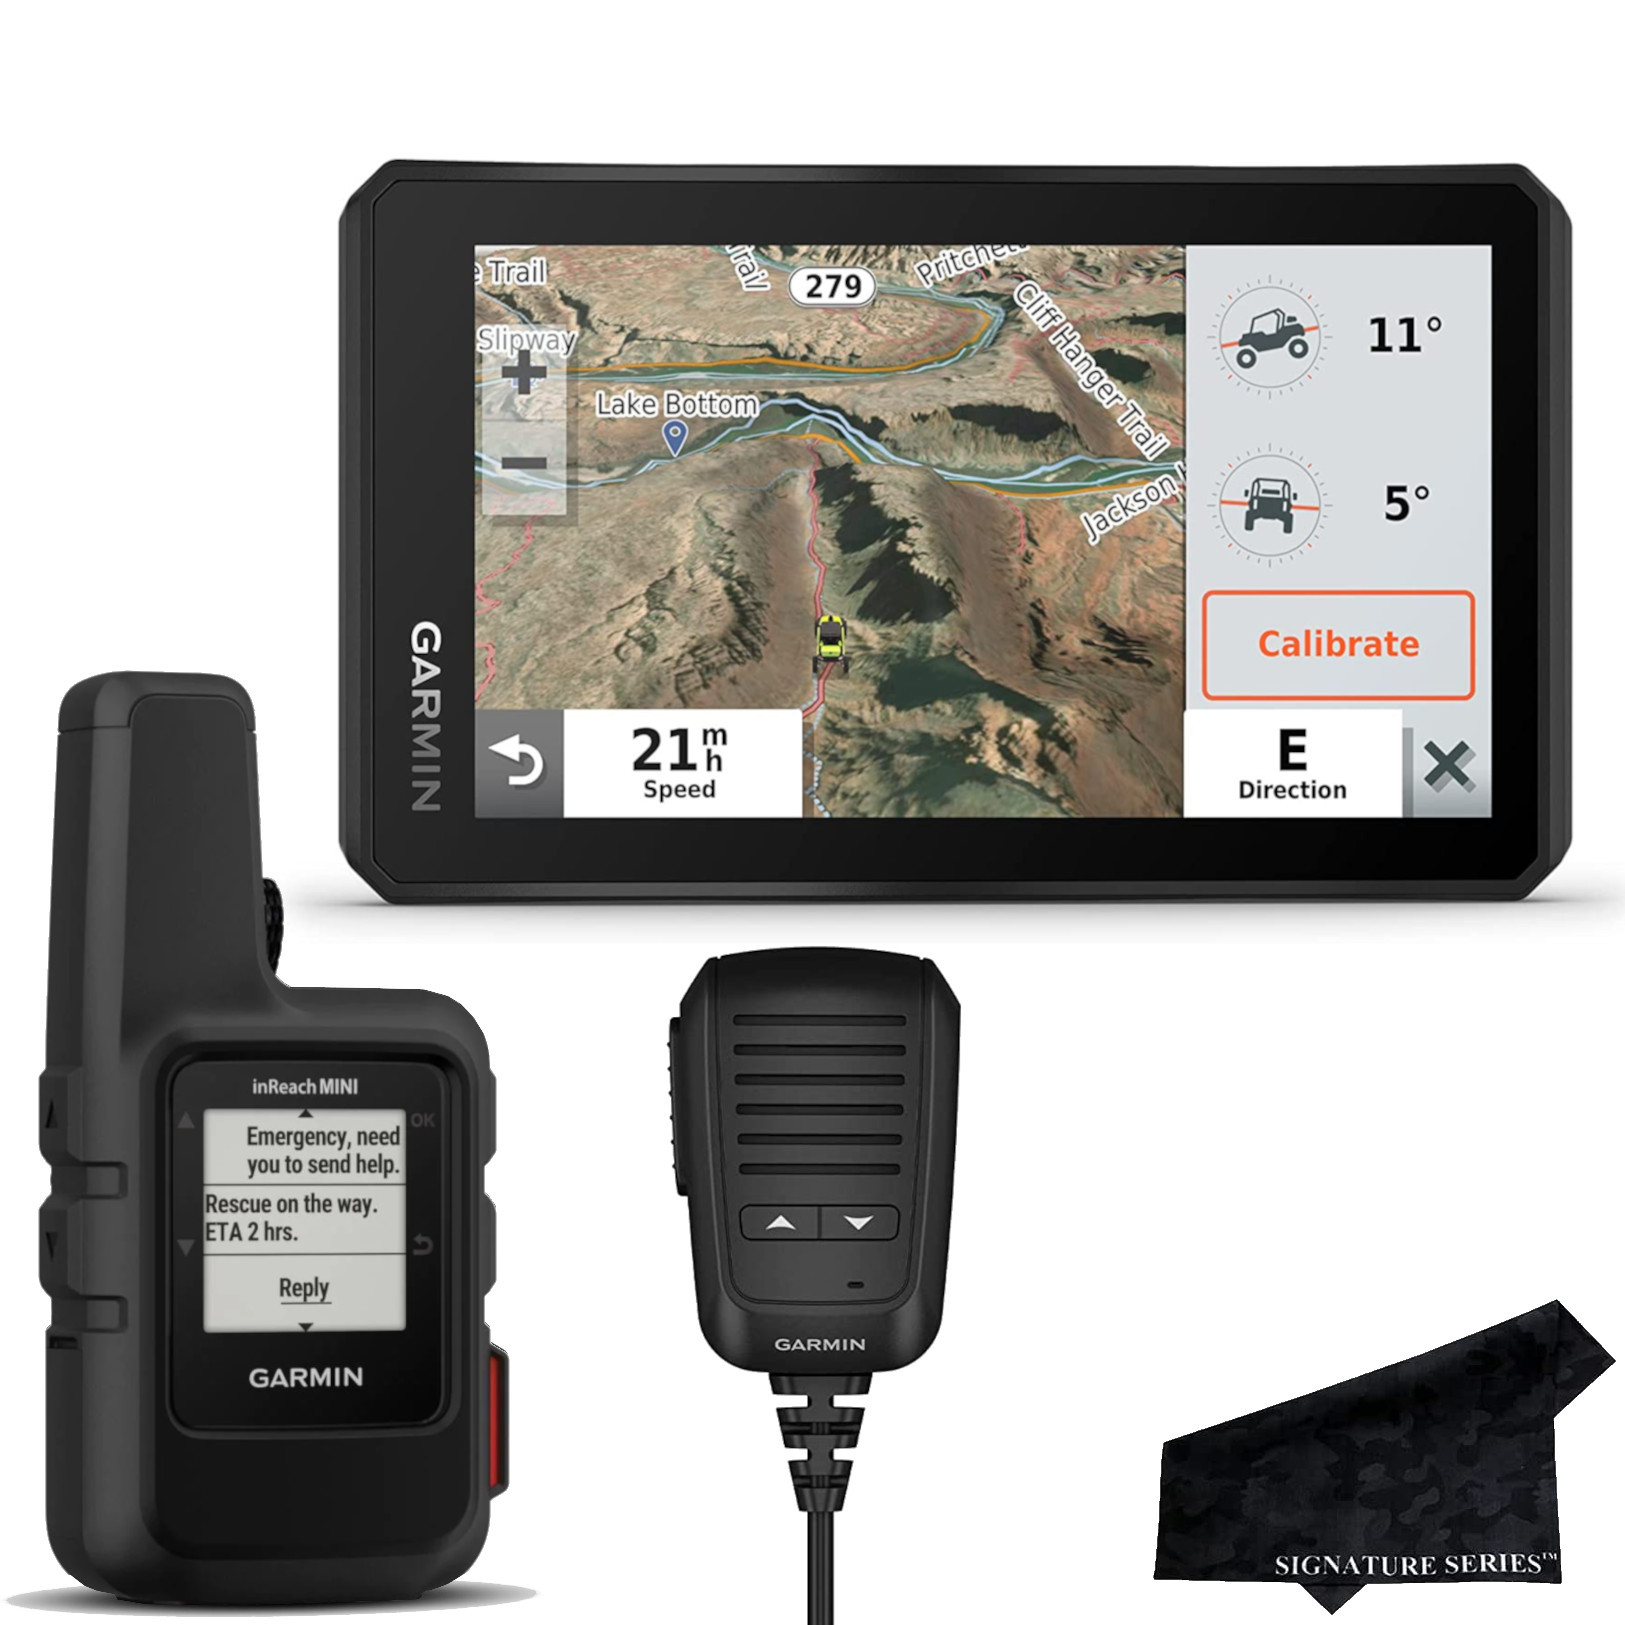 e Trail
Trail
279
Pritchett
Cliff Hanger Trail
Slipway
+
Lake Bottom
−
Jackson
11°
5°
Calibrate
GARMIN
21 mh
Speed
E
Direction
inReach MINI
OK
Emergency, need
you to send help.
Rescue on the way.
ETA 2 hrs.
Reply
GARMIN
GARMIN
SIGNATURE SERIES™